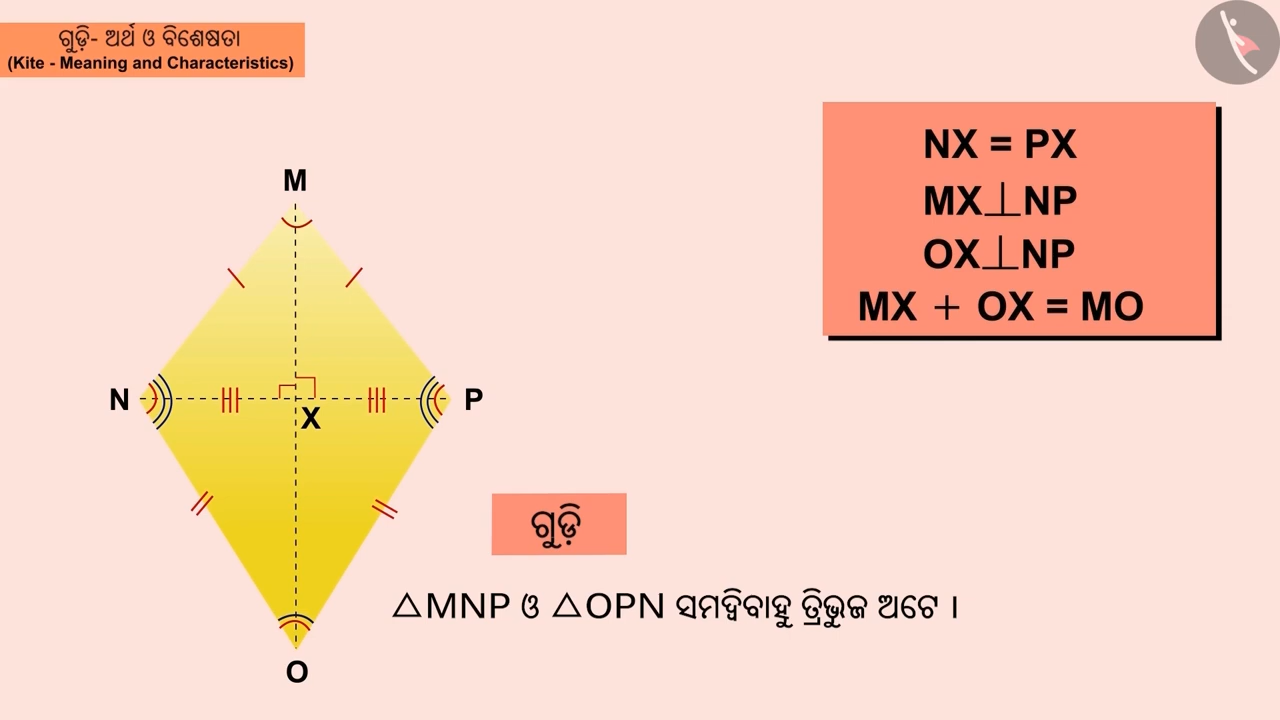 ଗୁଡ଼ି- ଅର୍ଥ ଓ ବିଶେଷତା
(Kite - Meaning and Characteristics)
NX = PX
MX⊥NP
OX⊥NP
MX + OX = MO
M
N
X
P
O
ଗୁଡ଼ି
△MNP ଓ △OPN ସମଦ୍ୱିବାହୁ ତ୍ରିଭୁଜ ଅଟେ ।